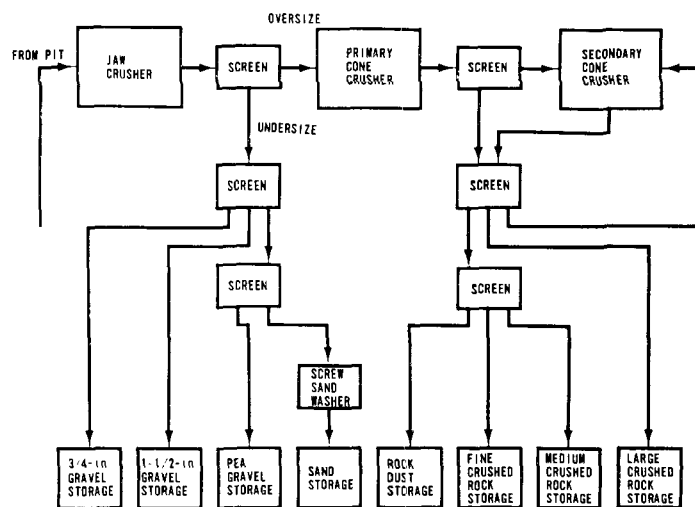 OVERSIZE
FROM PIT
JAW
CRUSHER
SCREEN
PRIMARY
CONE
CRUSHER
SCREEN
SECONDARY
CONE
CRUSHER
UNDERSIZE
SCREEN
SCREEN
SCREEN
SCREEN
SCREW
SAND
WASHER
3/4-in
GRAVEL
STORAGE
1-1/2-in
GRAVEL
STORAGE
PEA
GRAVEL
STORAGE
SAND
STORAGE
ROCK
DUST
STORAGE
FINE
CRUSHED
ROCK
STORAGE
MEDIUM
CRUSHED
ROCK
STORAGE
LARGE
CRUSHED
ROCK
STORAGE